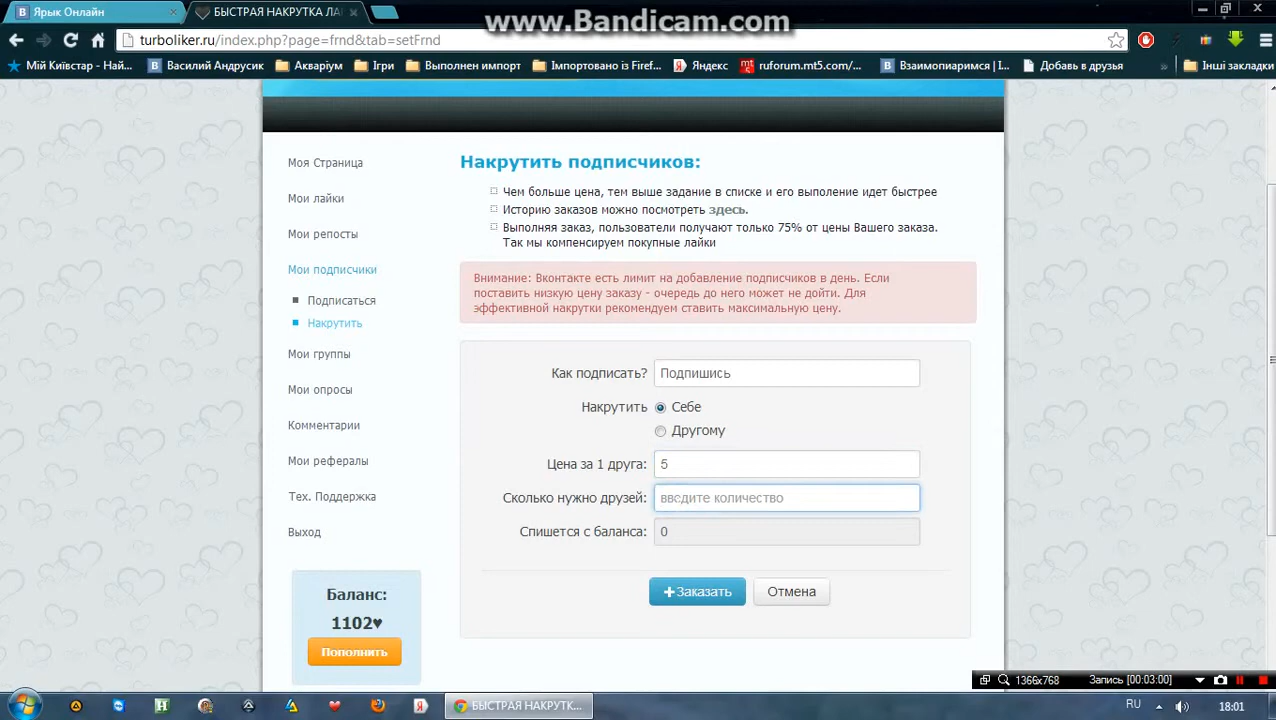 www.Bandicam.com
Ярык Онлайн
БЫСТРАЯ НАКРУТКА ЛА
turboliker.ru/index.php?page=frnd&tab=setFrnd
Мій Київстар - Най...
Василий Андрусик
Акваріум
Ігри
Выполнен импорт
Імпортовано із Firef...
Яндекс
ruforum.mt5.com/...
Взаимопиаримся | I...
Добавь в друзья
»
Інші закладки
Моя Страница
Мои лайки
Мои репосты
Мои подписчики
Подписаться
Накрутить
Мои группы
Мои опросы
Комментарии
Мои рефералы
Тех. Поддержка
Выход
Баланс:
1102♥
Пополнить
Накрутить подписчиков:
Чем больше цена, тем выше задание в списке и его выполение идет быстрее
Историю заказов можно посмотреть здесь.
Выполняя заказ, пользователи получают только 75% от цены Вашего заказа.
Так мы компенсируем покупные лайки
Внимание: Вконтакте есть лимит на добавление подписчиков в день. Если
поставить низкую цену заказу - очередь до него может не дойти. Для
эффективной накрутки рекомендуем ставить максимальную цену.
Как подписать? Подпишись
Накрутить Себе
Другому
Цена за 1 друга: 5
Сколько нужно друзей: введите количество
Спишется с баланса: 0
+Заказать Отмена
1366x768 Запись [00:03:00]
БЫСТРАЯ НАКРУТК...
RU
18:01